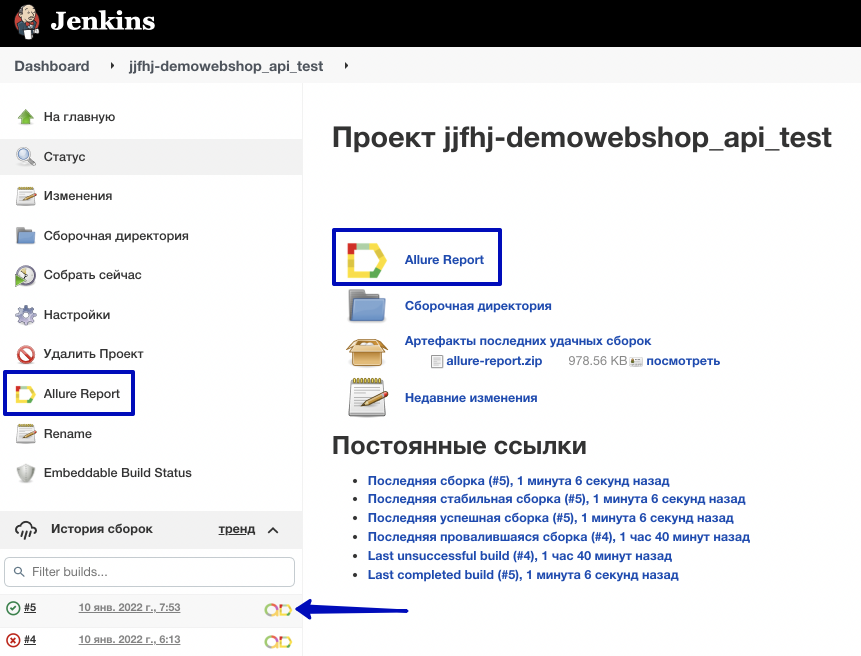 Jenkins
Dashboard jjfhj-demowebshop_api_test
На главную
Статус
Изменения
Сборочная директория
Собрать сейчас
Настройки
Удалить Проект
Allure Report
Rename
Embeddable Build Status
История сборок тренд
Filter builds...
#5 10 янв. 2022 г., 7:53
#4 10 янв. 2022 г., 6:13
Проект jjfhj-demowebshop_api_test
Allure Report
Сборочная директория
Артефакты последних удачных сборок
allure-report.zip 978.56 KB посмотреть
Недавние изменения
Постоянные ссылки
Последняя сборка (#5), 1 минута 6 секунд назад
Последняя стабильная сборка (#5), 1 минута 6 секунд назад
Последняя успешная сборка (#5), 1 минута 6 секунд назад
Последняя провалившаяся сборка (#4), 1 час 40 минут назад
Last unsuccessful build (#4), 1 час 40 минут назад
Last completed build (#5), 1 минута 6 секунд назад